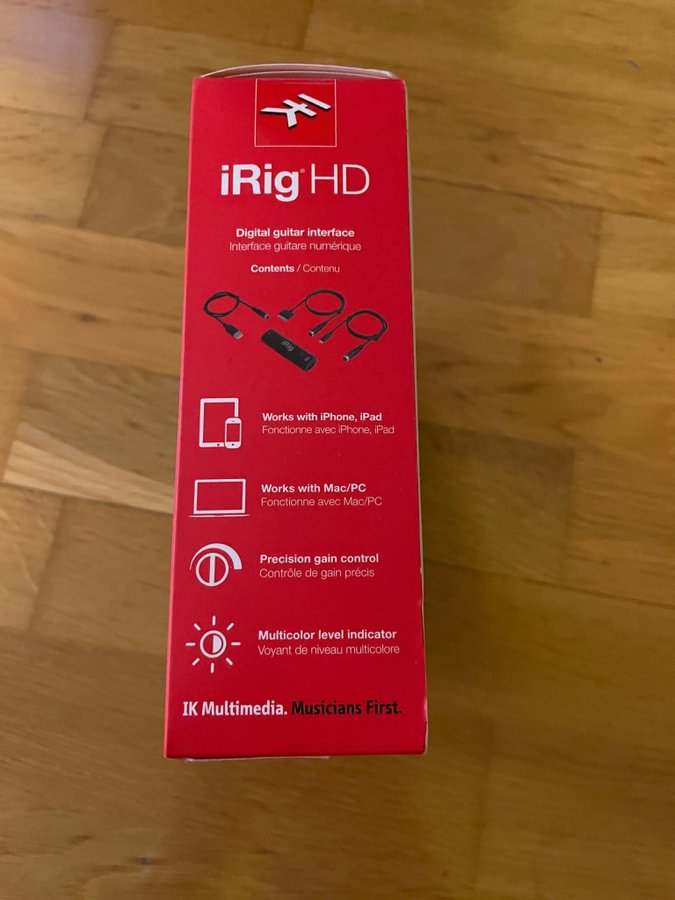 iRig® HD
Digital guitar interface
Interface guitare numérique
Contents / Contenu
iRig
Works with iPhone, iPad
Fonctionne avec iPhone, iPad
Works with Mac/PC
Fonctionne avec Mac/PC
Precision gain control
Contrôle de gain précis
Multicolor level indicator
Voyant de niveau multicolore
IK Multimedia. Musicians First.